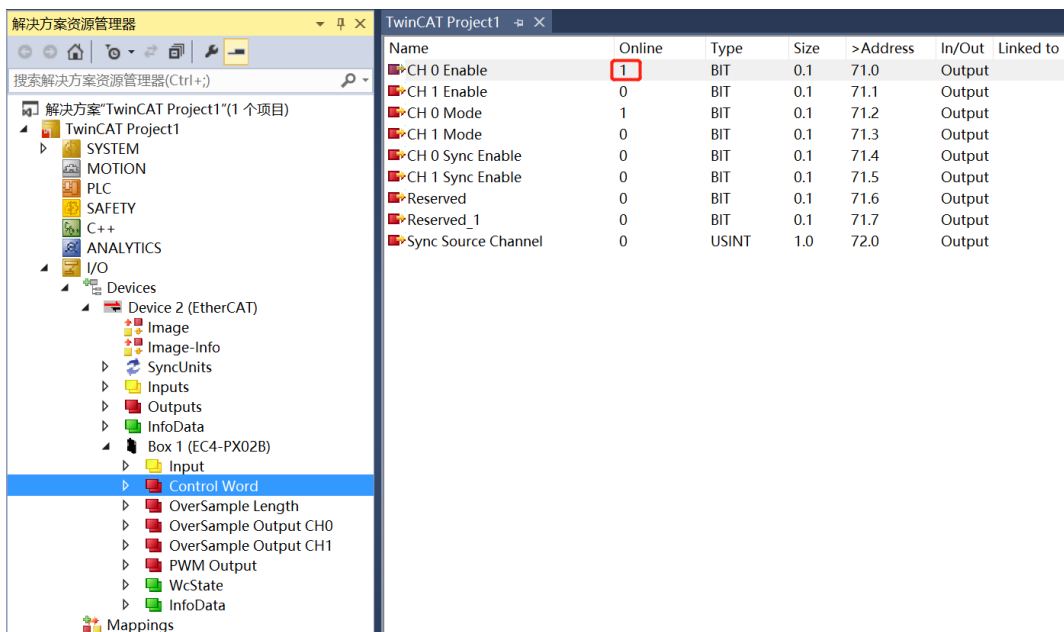 解决方案资源管理器
搜索解决方案资源管理器(Ctrl+;)
解决方案"TwinCAT Project1"(1 个项目)
TwinCAT Project1
SYSTEM
MOTION
PLC
SAFETY
C++
ANALYTICS
I/O
Devices
Device 2 (EtherCAT)
Image
Image-Info
SyncUnits
Inputs
Outputs
InfoData
Box 1 (EC4-PX02B)
Input
Control Word
OverSample Length
OverSample Output CH0
OverSample Output CH1
PWM Output
WcState
InfoData
Mappings
TwinCAT Project1
Name Online Type Size >Address In/Out Linked to
CH 0 Enable 1 BIT 0.1 71.0 Output
CH 1 Enable 0 BIT 0.1 71.1 Output
CH 0 Mode 1 BIT 0.1 71.2 Output
CH 1 Mode 0 BIT 0.1 71.3 Output
CH 0 Sync Enable 0 BIT 0.1 71.4 Output
CH 1 Sync Enable 0 BIT 0.1 71.5 Output
Reserved 0 BIT 0.1 71.6 Output
Reserved_1 0 BIT 0.1 71.7 Output
Sync Source Channel 0 USINT 1.0 72.0 Output